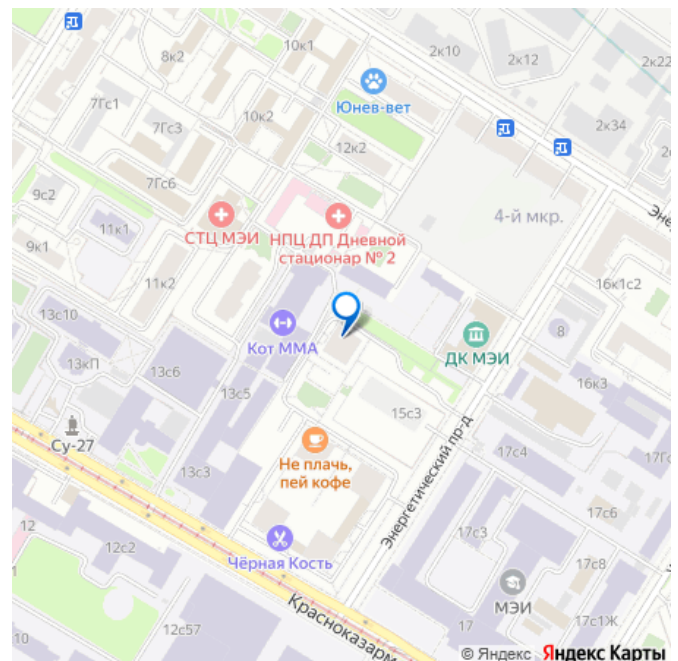 10к1
2к10
2к12
2к22
8к2
Юнев-вет
7Гс1
7Гс3
10к2
12к2
2к34
7Гс6
9с2
СТЦ МЭИ
НПЦ ДП Дневной
стационар № 2
4-й мкр.
11к1
9к1
11к2
16к1с2
13с10
Кот ММА
ДК МЭИ
8
13кП
13с6
16к3
13с5
15с3
Су-27
Не плачь,
пей кофе
Энергетический пр-д
17с4
13с3
17с6
12
12с2
Чёрная Кость
17с3
17с8
МЭИ
17
17с1Ж
10
12с57
Красноказарм
© Яндекс Яндекс Карты